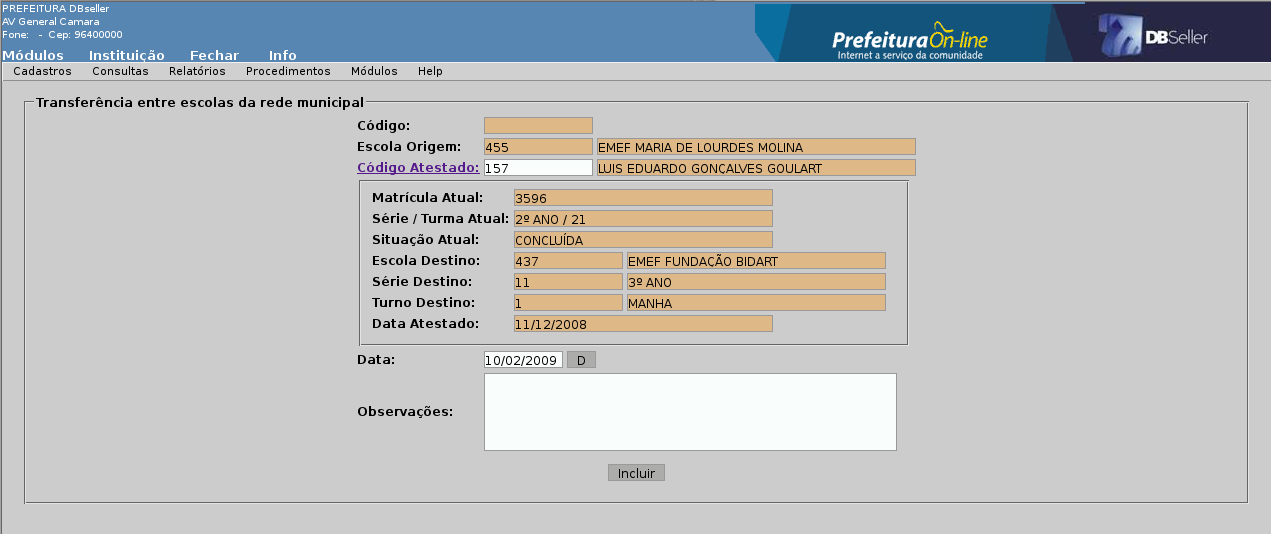 PREFEITURA DBseller
AV General Camara
Fone: - Cep: 96400000
Módulos Instituição Fechar Info
Prefeitura On-line
Internet a serviço da comunidade
DBSeller
Cadastros Consultas Relatórios Procedimentos Módulos Help
Transferência entre escolas da rede municipal
Código:
Escola Origem: 455 EMEF MARIA DE LOURDES MOLINA
Código Atestado: 157 LUIS EDUARDO GONÇALVES GOULART
Matrícula Atual: 3596
Série / Turma Atual: 2º ANO / 21
Situação Atual: CONCLUÍDA
Escola Destino: 437 EMEF FUNDAÇÃO BIDART
Série Destino: 11 3º ANO
Turno Destino: 1 MANHA
Data Atestado: 11/12/2008
Data: 10/02/2009 D
Observações:
Incluir